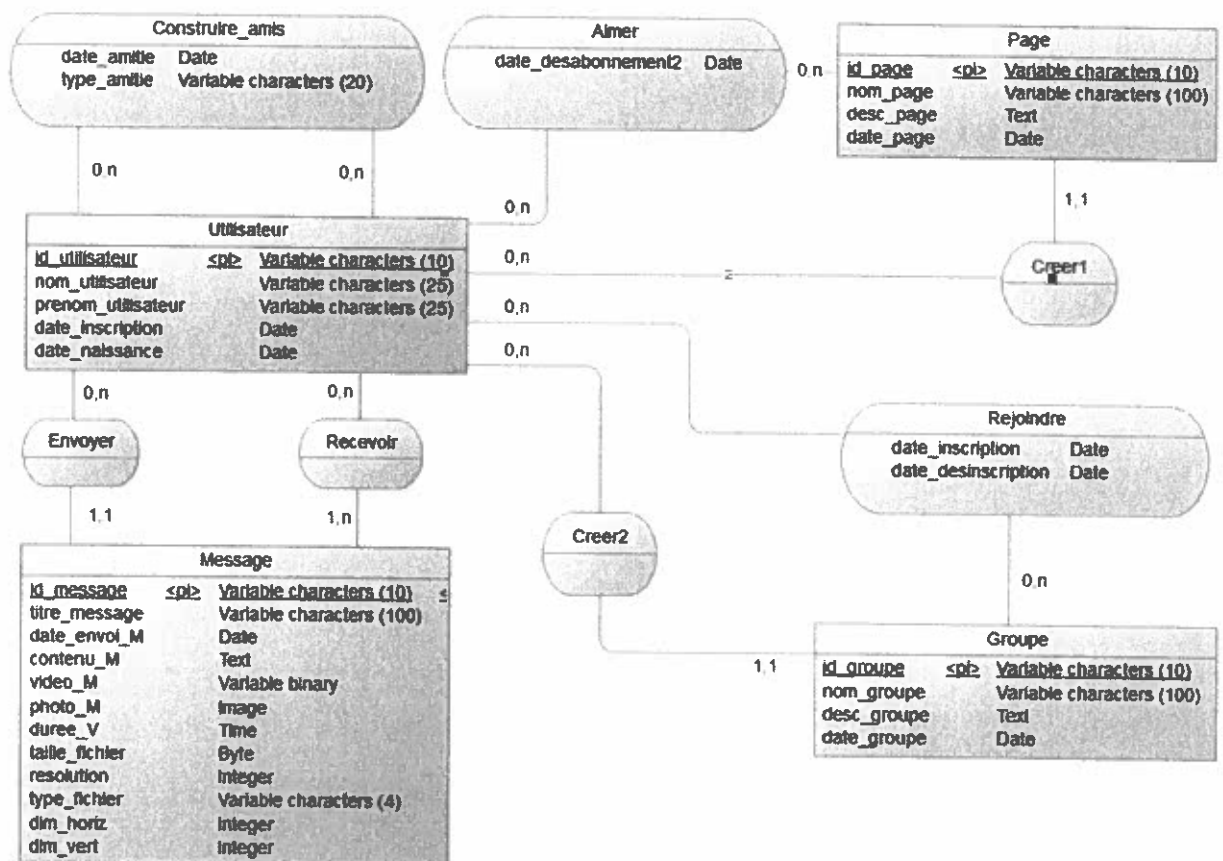 Construire_amis
date_amitie Date
type_amitie Variable characters (20)
Aimer
date_desabonnement2 Date
0,n
Page
id_page <pi> Variable characters (10)
nom_page Variable characters (100)
desc_page Text
date_page Date
0,n
0,n
0,n
1,1
Utilisateur
id_utilisateur <pi> Variable characters (10)
nom_utilisateur Variable characters (25)
prenom_utilisateur Variable characters (25)
date_inscription Date
date_naissance Date
0,n
Creer1
0,n
0,n
0,n
0,n
Envoyer
Recevoir
Rejoindre
date_inscription Date
date_desinscription Date
1,1
1,n
Creer2
0,n
Message
id_message <pi> Variable characters (10)
titre_message Variable characters (100)
date_envoi_M Date
contenu_M Text
video_M Variable binary
photo_M Image
duree_V Time
taille_fichier Byte
resolution Integer
type_fichier Variable characters (4)
dim_horiz Integer
dim_vert Integer
1,1
Groupe
id_groupe <pi> Variable characters (10)
nom_groupe Variable characters (100)
desc_groupe Text
date_groupe Date